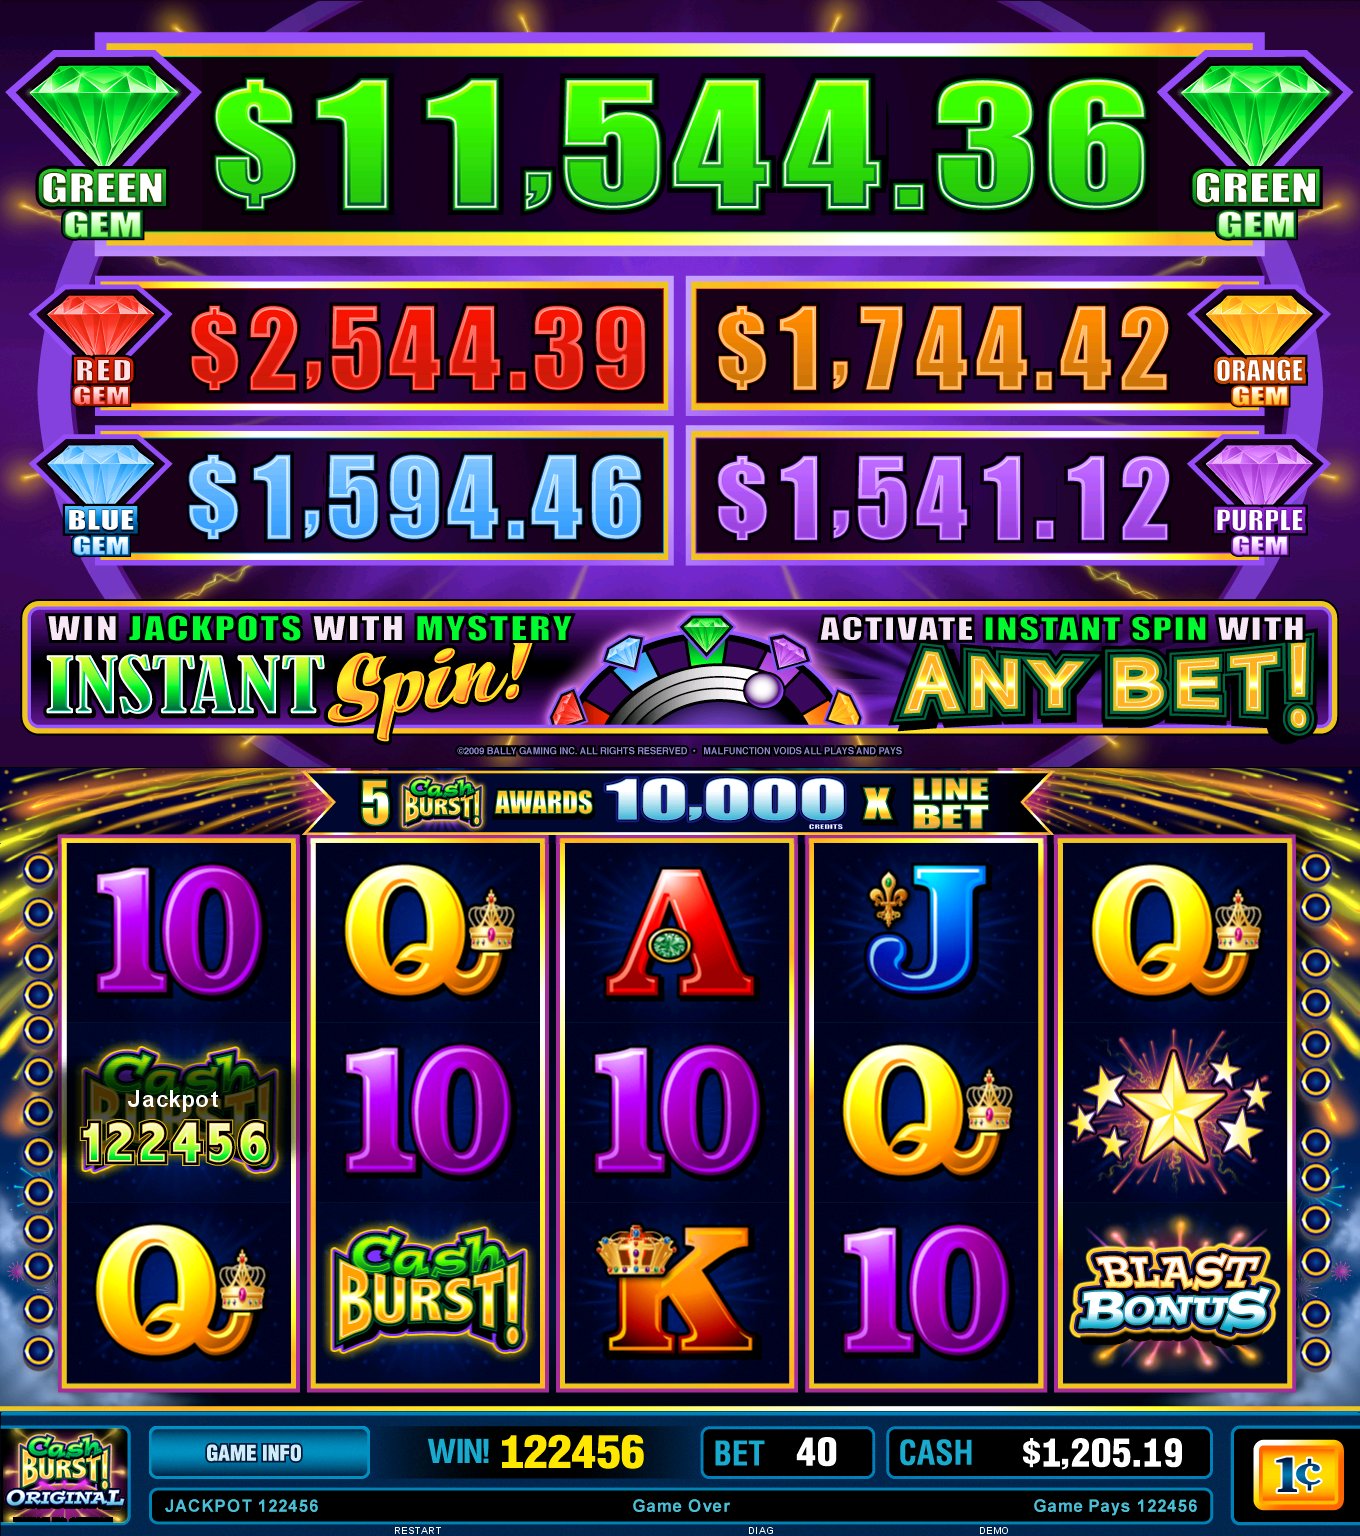 $11,544.36
GREEN GEM
GREEN GEM
$2,544.39
RED GEM
$1,744.42
ORANGE GEM
$1,594.46
BLUE GEM
$1,541.12
PURPLE GEM
WIN JACKPOTS WITH MYSTERY
INSTANT Spin!
ACTIVATE INSTANT SPIN WITH
ANY BET!
©2009 BALLY GAMING INC. ALL RIGHTS RESERVED • MALFUNCTION VOIDS ALL PLAYS AND PAYS
5 Cash BURST! AWARDS 10,000 CREDITS X LINE BET
10 Q A J Q
Cash BURST!
Jackpot
122456
10 10 Q
Q Cash BURST! K 10 BLAST BONUS
Cash BURST! ORIGINAL
GAME INFO
WIN! 122456
BET 40
CASH $1,205.19
1¢
JACKPOT 122456
Game Over
Game Pays 122456
RESTART
DIAG
DEMO